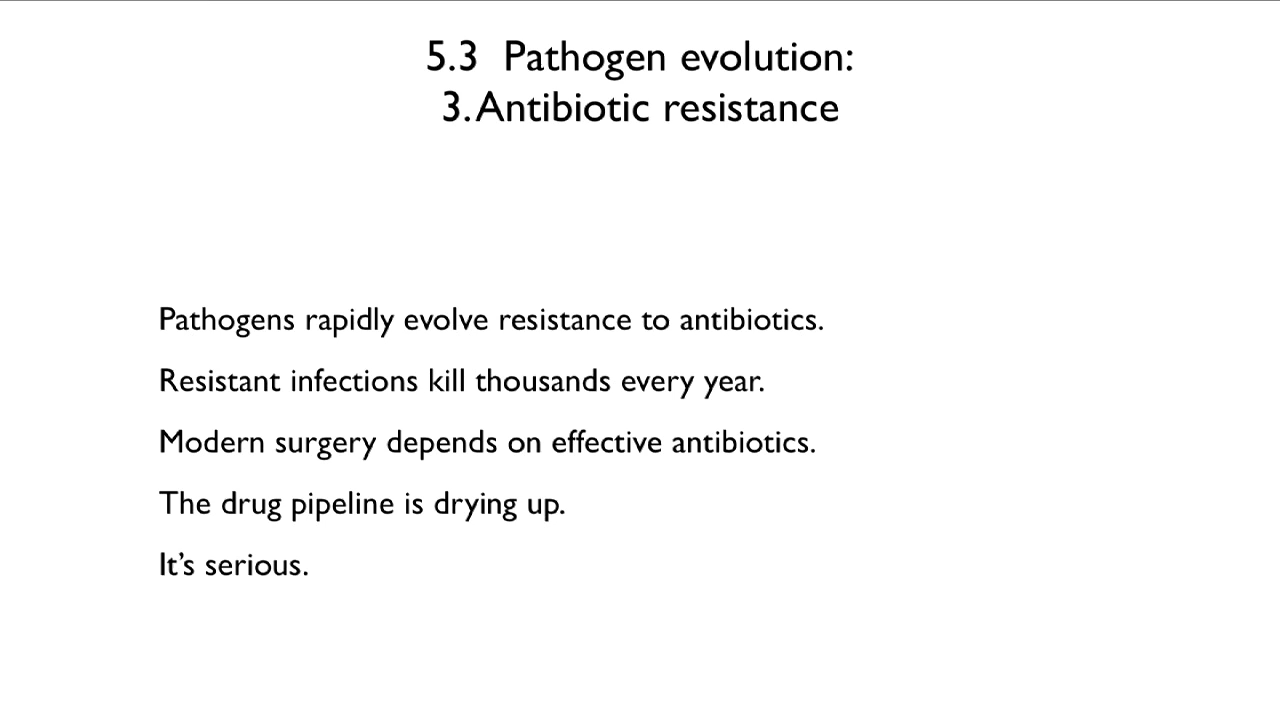 5.3 Pathogen evolution:
3. Antibiotic resistance
Pathogens rapidly evolve resistance to antibiotics.
Resistant infections kill thousands every year.
Modern surgery depends on effective antibiotics.
The drug pipeline is drying up.
It’s serious.